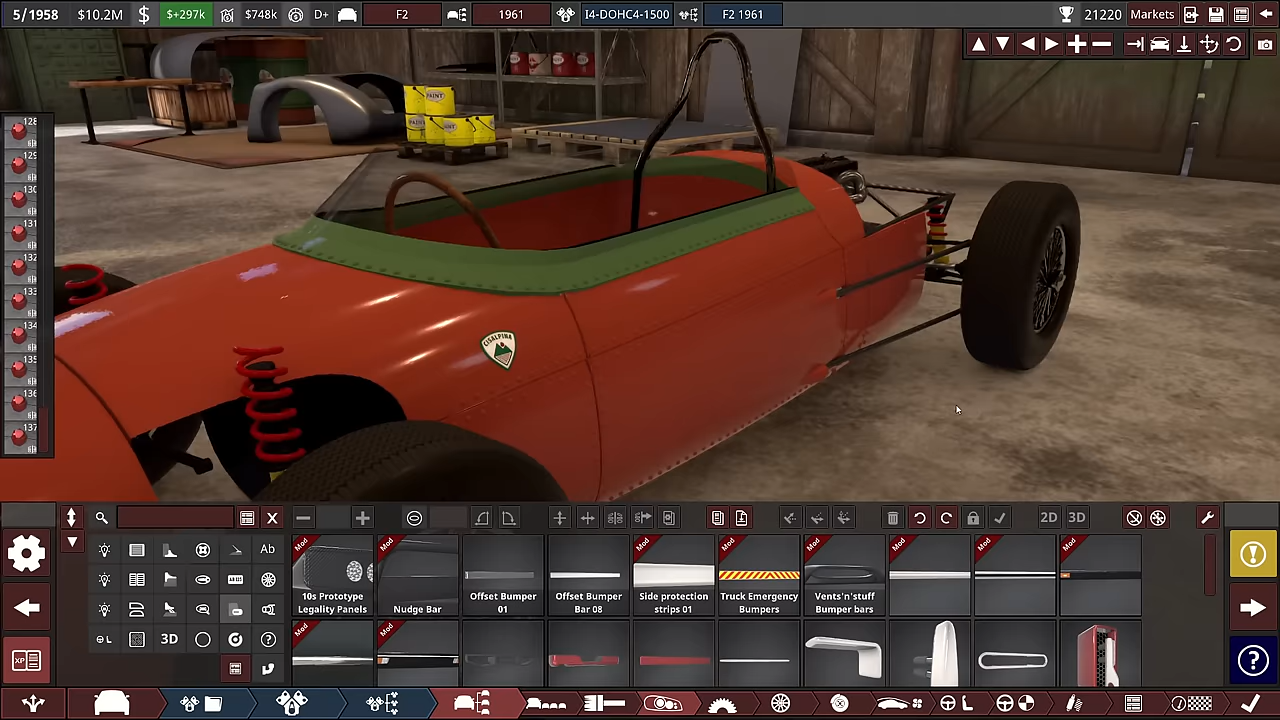 5/1958 $10.2M $+297k $748k D+ F2 1961 I4-DOHC4-1500 F2 1961 21220 Markets
PAINT
PAINT
128
129
130
131
132
133
134
135
136
137
CISALPINA
Ab
2D 3D
L 3D
Mod Mod Mod Mod Mod Mod Mod Mod
10s Prototype Legality Panels
Nudge Bar
Offset Bumper 01
Offset Bumper Bar 08
Side protection strips 01
Truck Emergency Bumpers
Vents'n'stuff Bumper bars
Mod Mod
XP